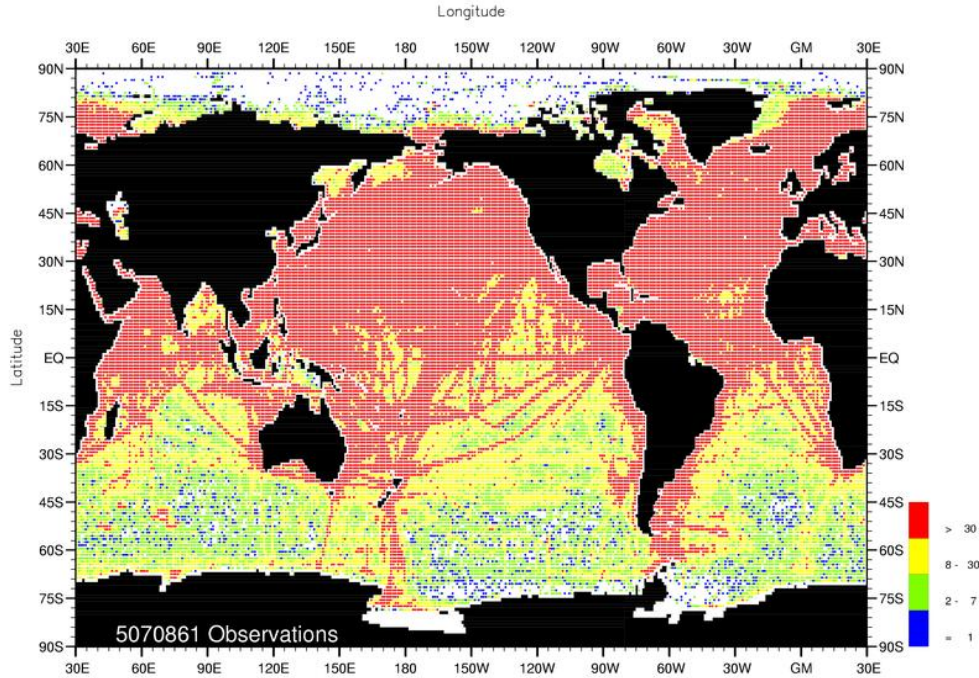 Longitude
30E 60E 90E 120E 150E 180 150W 120W 90W 60W 30W GM 30E
90N 90N
75N 75N
60N 60N
45N 45N
30N 30N
15N 15N
EQ EQ
15S 15S
30S 30S
45S 45S
60S 60S
75S 75S
90S 90S
Latitude
> 30
8 - 30
2 - 7
= 1
5070861 Observations
30E 60E 90E 120E 150E 180 150W 120W 90W 60W 30W GM 30E